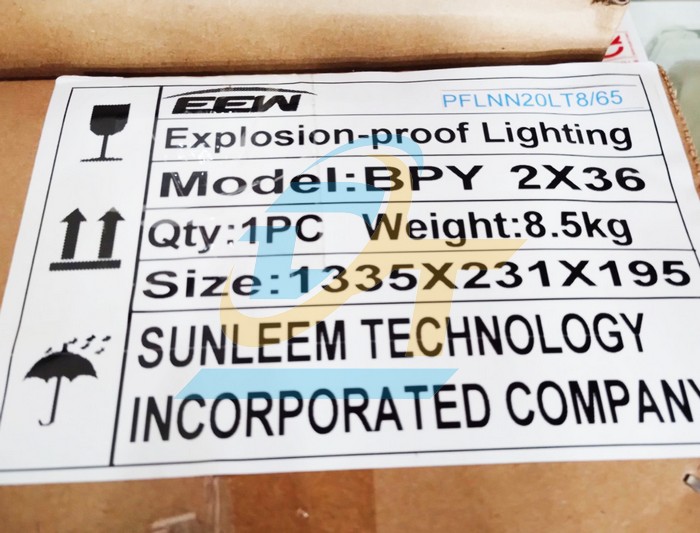 EEW PFLNN20LT8/65
Explosion-proof Lighting
Model:BPY 2X36
Qty:1PC Weight:8.5kg
Size:1335X231X195
SUNLEEM TECHNOLOGY
INCORPORATED COMPANY